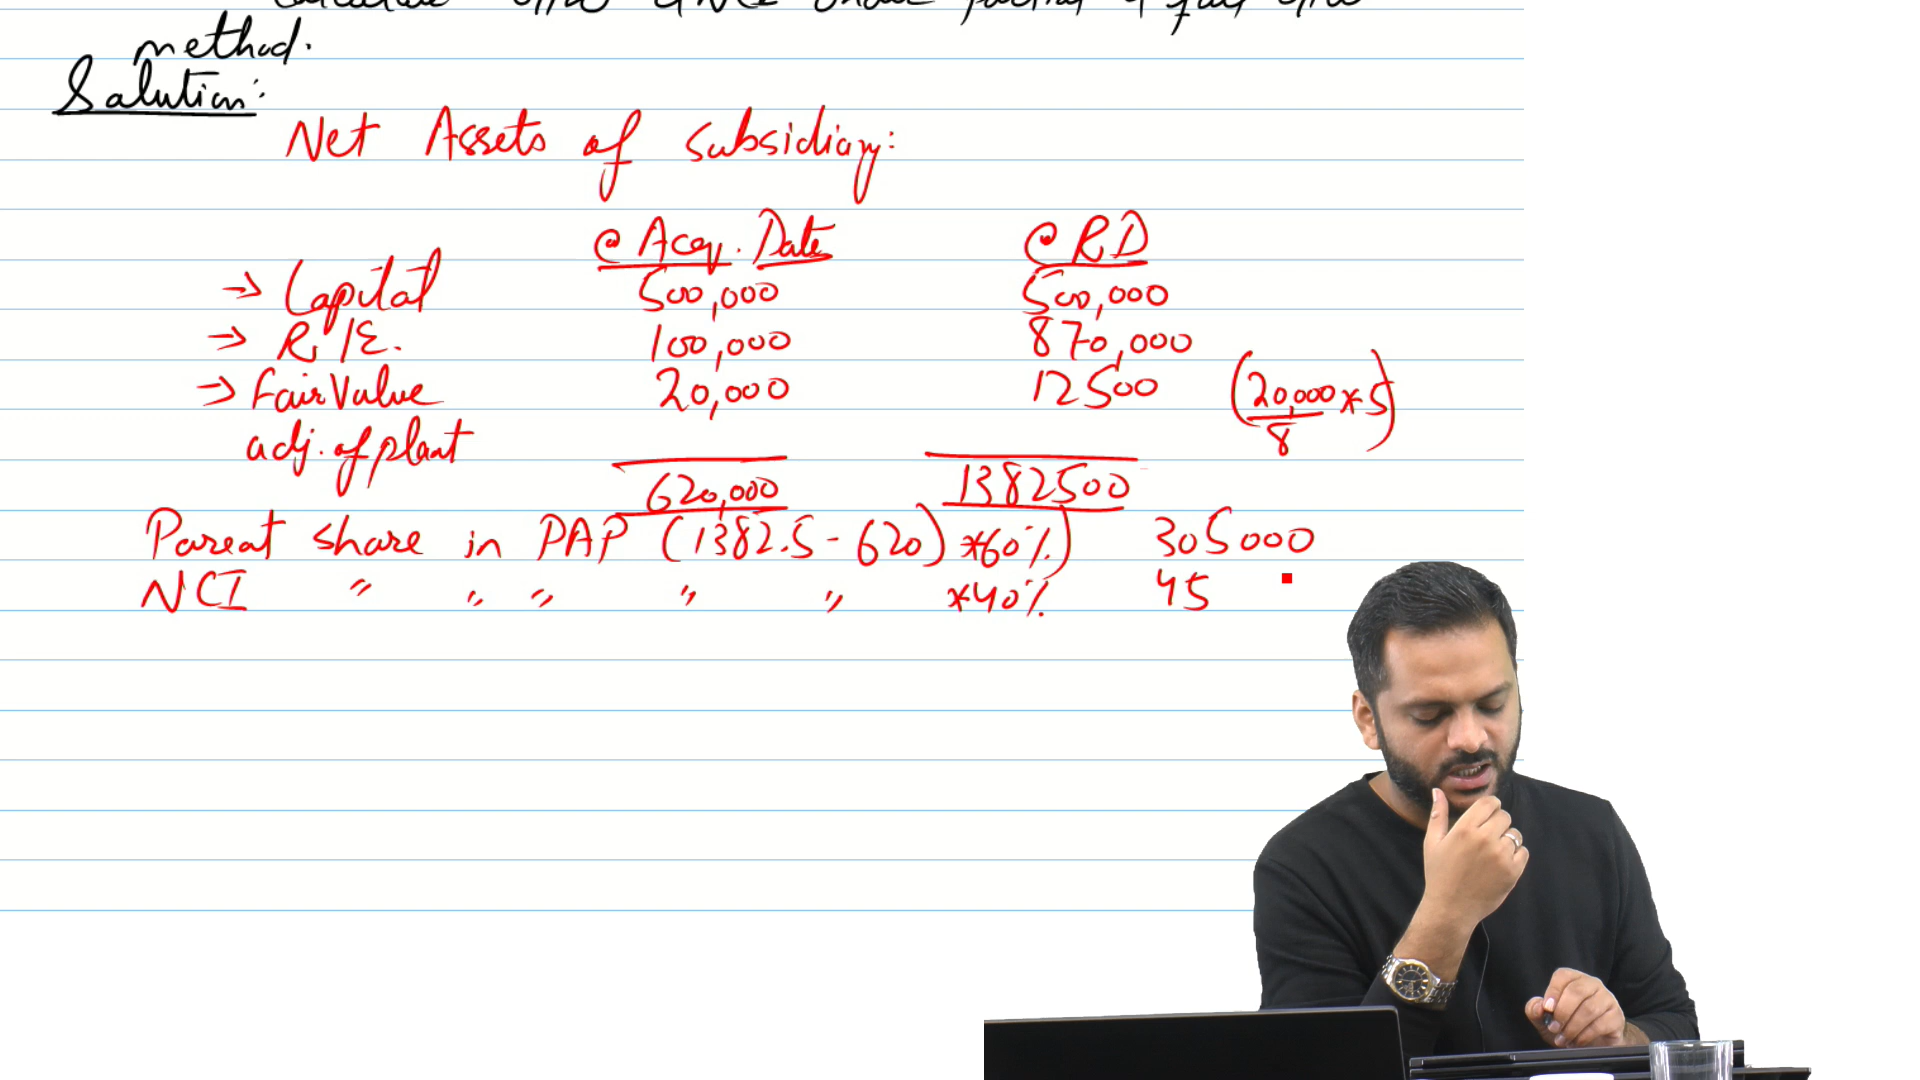 method.
Solution:
Net Assets of subsidiary:
@ Acq. Date @ RD
→ Capital 500,000 500,000
→ R/E. 100,000 870,000
→ Fair Value 20,000 12500 (20,000/8 * 5)
adj. of plant
620,000 1382500
Parent share in PAP (1382.5 - 620) *60%) 305000
NCI " " " " " *40% 45